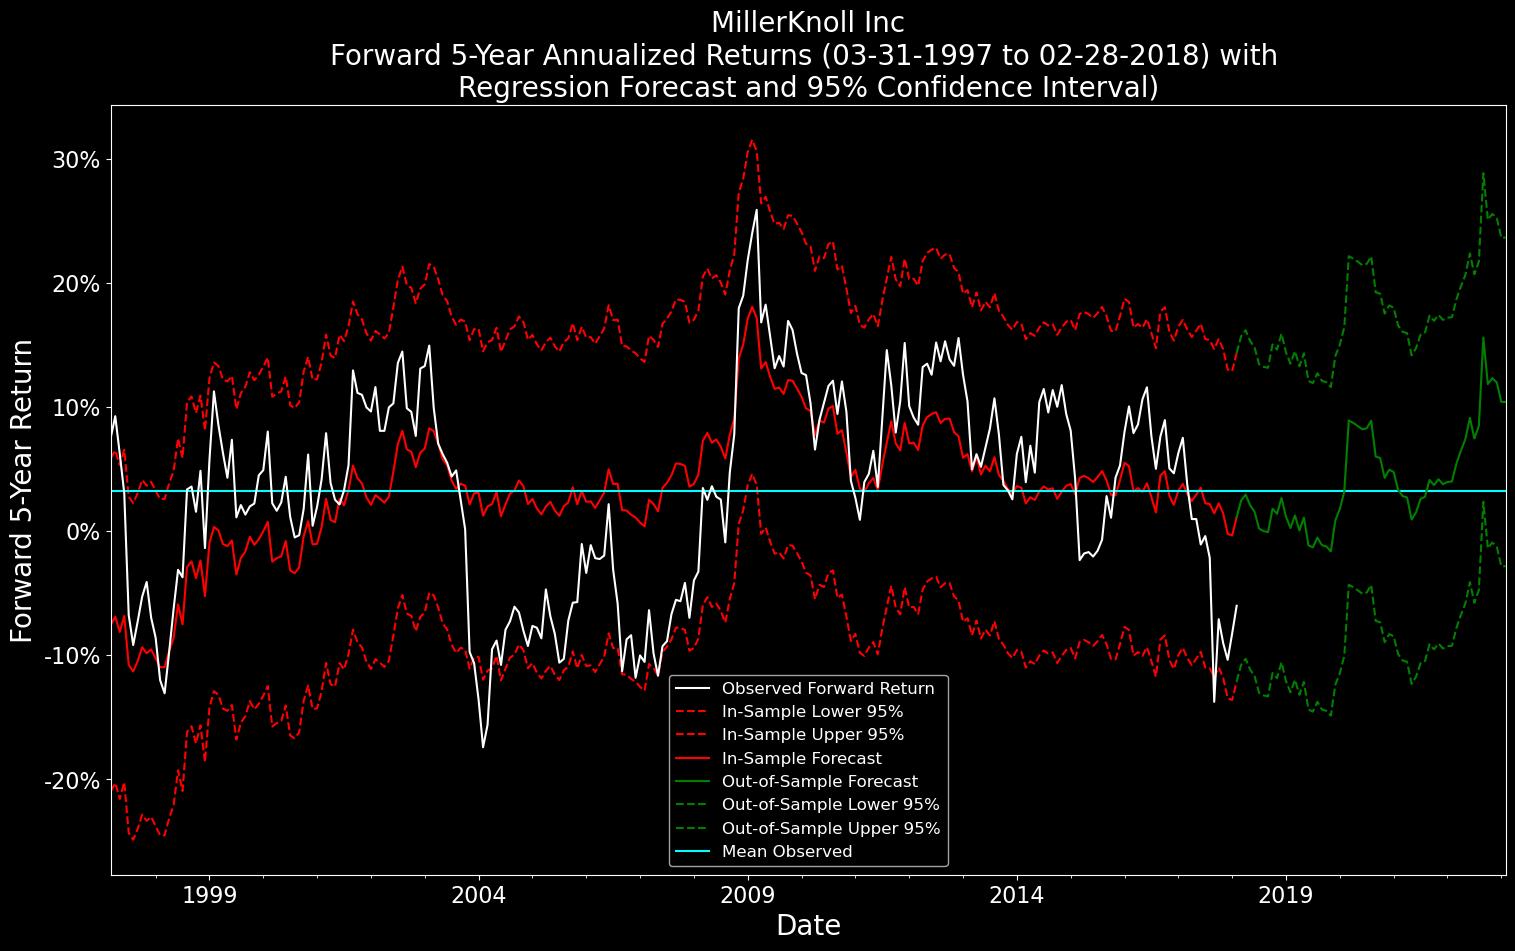 MillerKnoll Inc
Forward 5-Year Annualized Returns (03-31-1997 to 02-28-2018) with
Regression Forecast and 95% Confidence Interval)
Forward 5-Year Return
30%
20%
10%
0%
-10%
-20%
Observed Forward Return
In-Sample Lower 95%
In-Sample Upper 95%
In-Sample Forecast
Out-of-Sample Forecast
Out-of-Sample Lower 95%
Out-of-Sample Upper 95%
Mean Observed
1999
2004
2009
2014
2019
Date